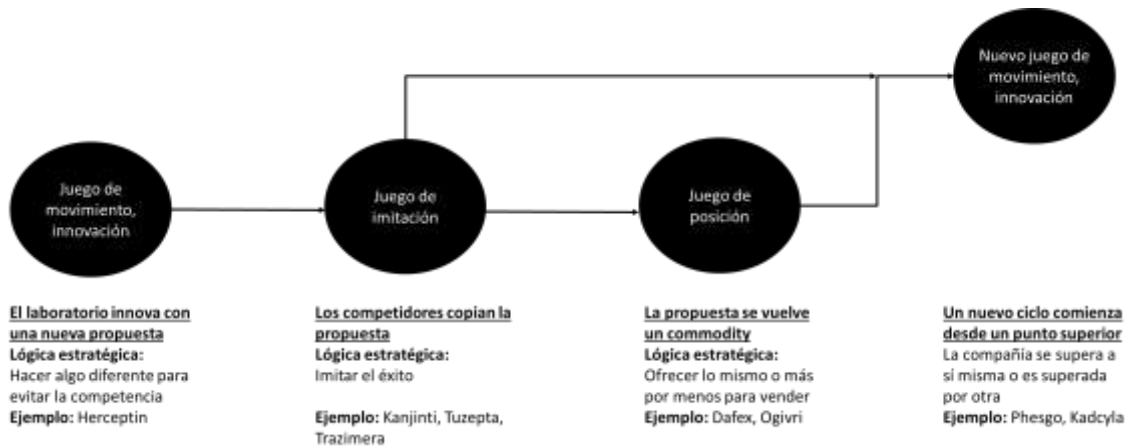 Nuevo juego de
movimiento,
innovación
Juego de
movimiento,
innovación
Juego de
imitación
Juego de
posición
El laboratorio innova con
una nueva propuesta
Lógica estratégica:
Hacer algo diferente para
evitar la competencia
Ejemplo: Herceptin
Los competidores copian la
propuesta
Lógica estratégica:
Imitar el éxito
Ejemplo: Kanjinti, Tuzepta,
Trazimera
La propuesta se vuelve
un commodity
Lógica estratégica:
Ofrecer lo mismo o más
por menos para vender
Ejemplo: Dafex, Ogivri
Un nuevo ciclo comienza
desde un punto superior
La compañía se supera a
sí misma o es superada
por otra
Ejemplo: Phesgo, Kadcyla